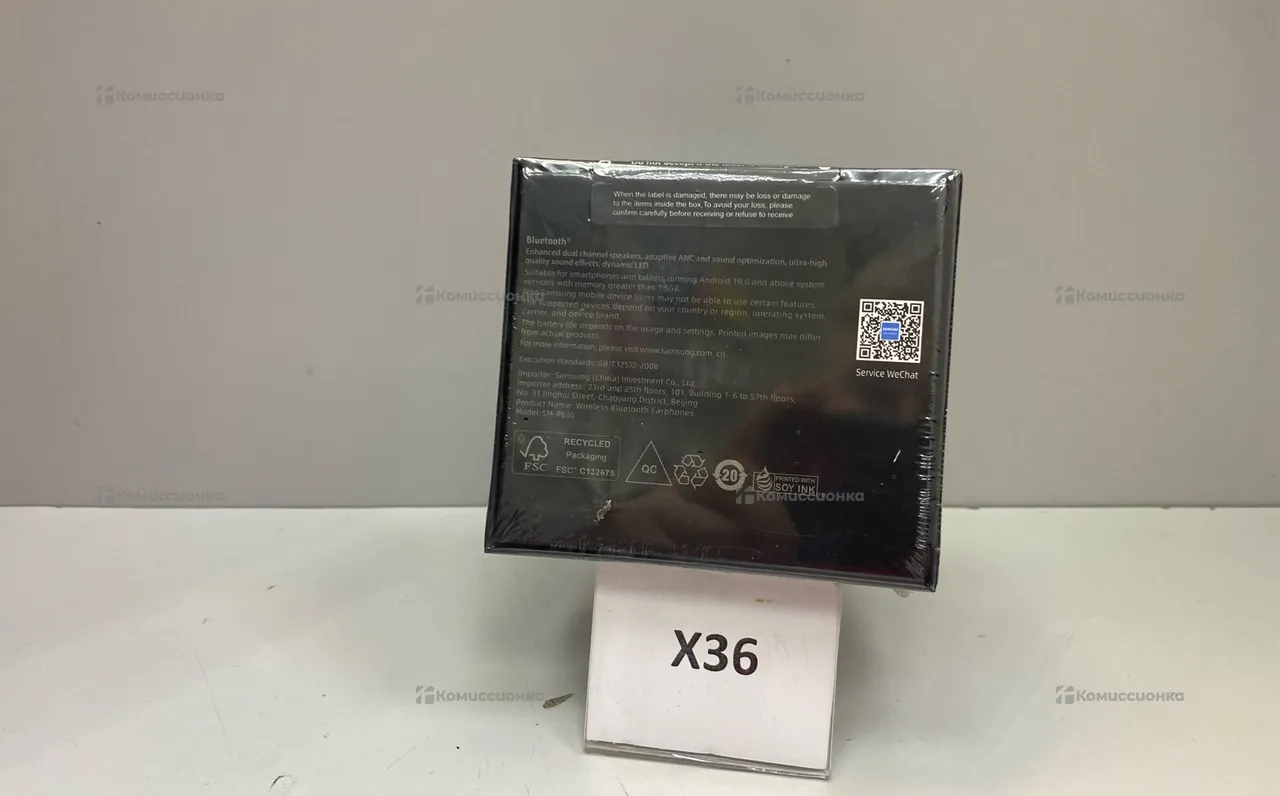 Комиссионка
Комиссионка
Do not accept if the
When the label is damaged, there may be loss or damage
to the items inside the box. To avoid your loss, please
confirm carefully before receiving or refuse to receive
Bluetooth®
Enhanced dual channel speakers, adaptive ANC and sound optimization, ultra-high
quality sound effects, dynamic LED
Suitable for smartphones and tablets running Android 10.0 and above system
versions with memory greater than 1.5GB.
Non-Samsung mobile device users may not be able to use certain features.
The supported devices depend on your country or region, operating system,
carrier, and device brand.
The battery life depends on the usage and settings. Printed images may differ
from actual products.
For more information, please visit www.samsung.com. cn
Execution standards:GB/T12572-2008
Importer: Samsung (China) Investment Co., Ltd
Importer address: 23rd and 25th floors, 101, Building 1-6 to 57th floors,
No. 31 Jinghui Street, Chaoyang District, Beijing
Product Name: Wireless Bluetooth Earphones
Model: SM-R630
SAMSUNG
Service WeChat
Комиссионка
Комиссионка
FSC
RECYCLED
Packaging
FSC® C132675
QC
20
PRINTED WITH
SOY INK
Комиссионка
Комиссионка
X36
Комиссионка
Комиссионка